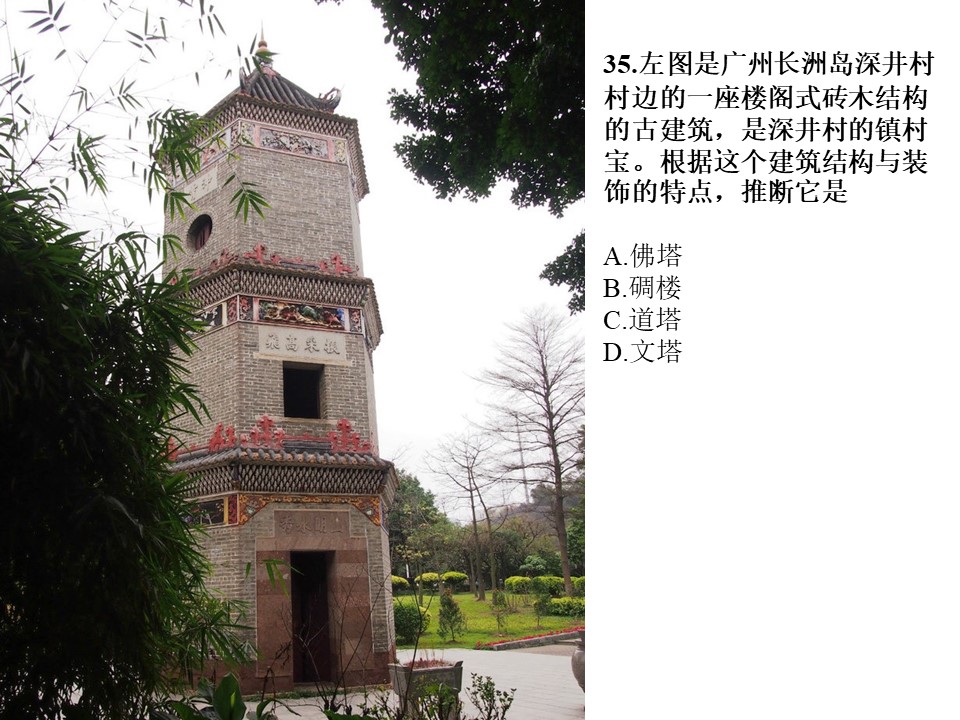 35.左图是广州长洲岛深井村
村边的一座楼阁式砖木结构
的古建筑，是深井村的镇村
宝。根据这个建筑结构与装
饰的特点，推断它是
A.佛塔
B.碉楼
C.道塔
D.文塔